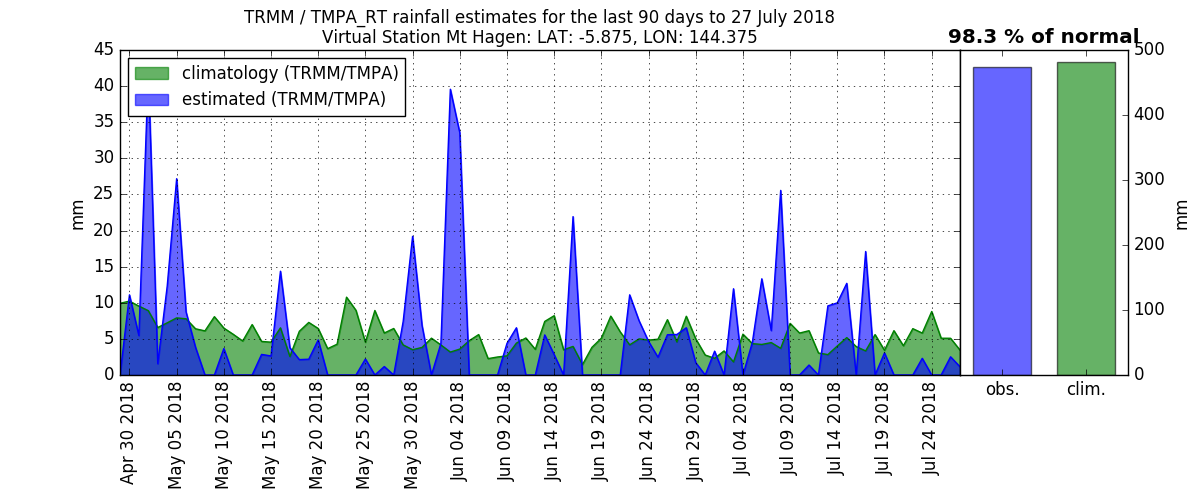 TRMM / TMPA_RT rainfall estimates for the last 90 days to 27 July 2018
Virtual Station Mt Hagen: LAT: -5.875, LON: 144.375
98.3 % of normal
climatology (TRMM/TMPA)
estimated (TRMM/TMPA)
mm
45
40
35
30
25
20
15
10
5
0
Apr 30 2018
May 05 2018
May 10 2018
May 15 2018
May 20 2018
May 25 2018
May 30 2018
Jun 04 2018
Jun 09 2018
Jun 14 2018
Jun 19 2018
Jun 24 2018
Jun 29 2018
Jul 04 2018
Jul 09 2018
Jul 14 2018
Jul 19 2018
Jul 24 2018
obs.
clim.
500
400
300
200
100
0
mm